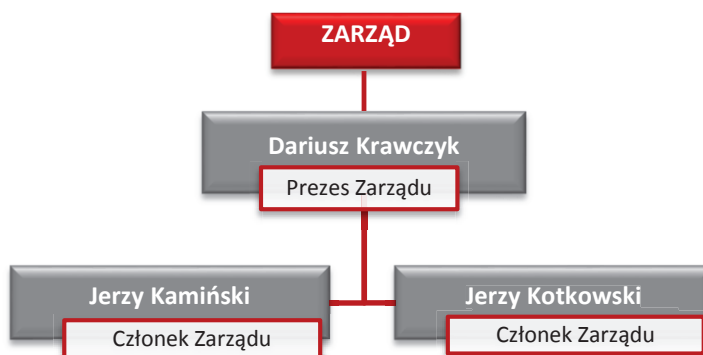 ZARZĄD
Dariusz Krawczyk
Prezes Zarządu
Jerzy Kamiński
Członek Zarządu
Jerzy Kotkowski
Członek Zarządu